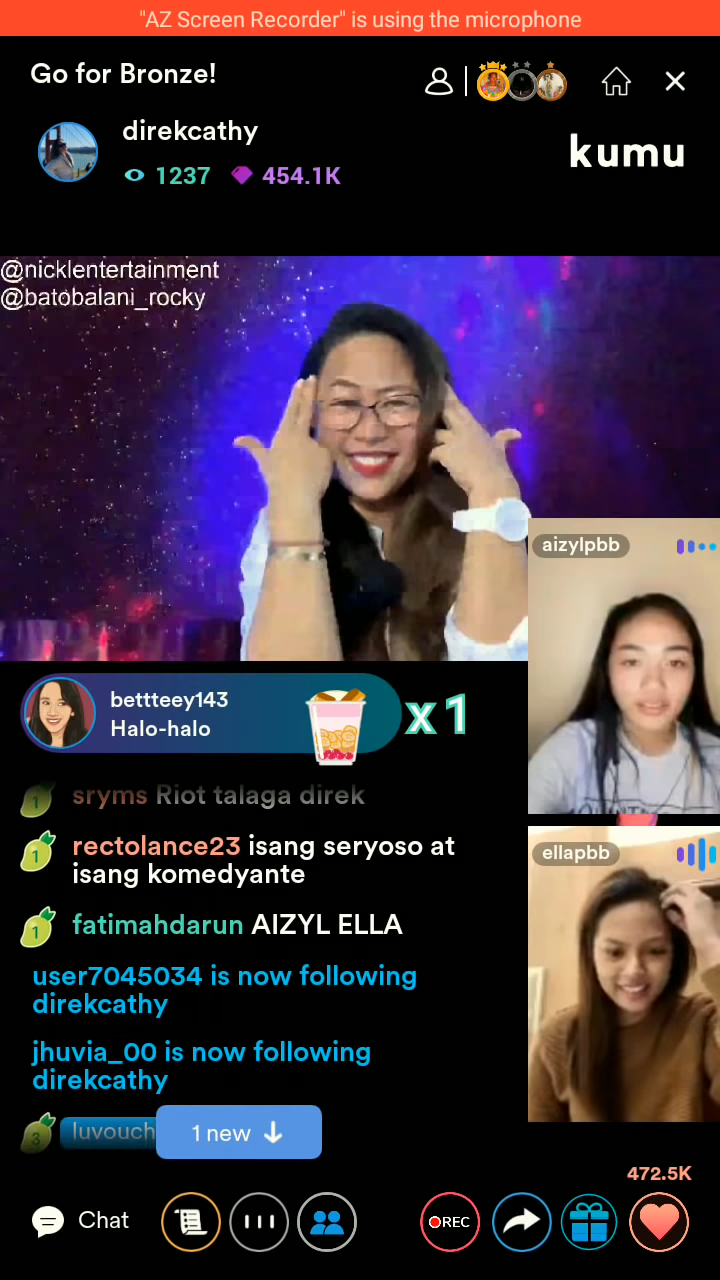 "AZ Screen Recorder" is using the microphone
Go for Bronze!
direkcathy
1237 454.1K
kumu
@nicklentertainment
@batobalani_rocky
aizylpbb
bettteey143
Halo-halo
x 1
1 sryms Riot talaga direk
1 rectolance23 isang seryoso at
isang komedyante
ellapbb
1 fatimahdarun AIZYL ELLA
user7045034 is now following
direkcathy
jhuvia_00 is now following
direkcathy
3 luvouch
1 new
472.5K
Chat
REC